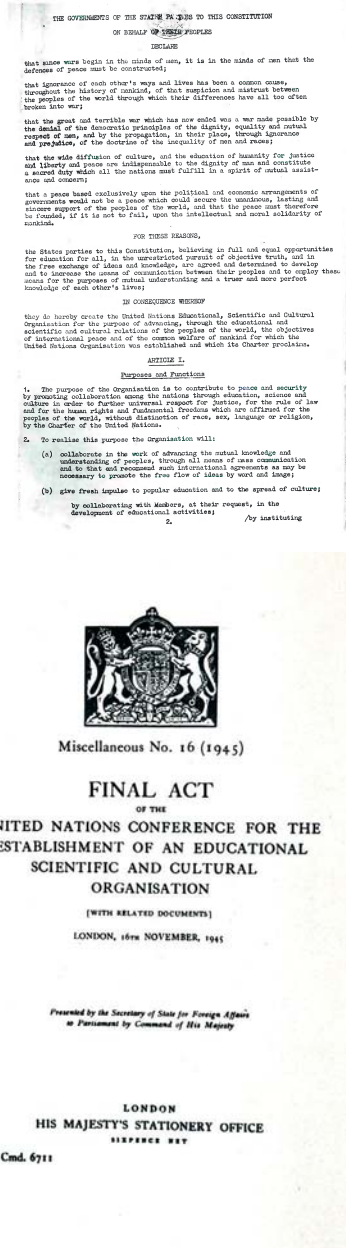 THE GOVERNMENTS OF THE STATES PARTIES TO THIS CONSTITUTION
ON BEHALF OF THEIR PEOPLES
DECLARE
that since wars begin in the minds of men, it is in the minds of men that the
defences of peace must be constructed;
that ignorance of each other's ways and lives has been a common cause,
throughout the history of mankind, of that suspicion and mistrust between
the peoples of the world through which their differences have all too often
broken into war;
that the great and terrible war which has now ended was a war made possible by
the denial of the democratic principles of the dignity, equality and mutual
respect of men, and by the propagation, in their place, through ignorance
and prejudice, of the doctrine of the inequality of men and races;
that the wide diffusion of culture, and the education of humanity for justice
and liberty and peace are indispensable to the dignity of man and constitute
a sacred duty which all the nations must fulfill in a spirit of mutual assist-
ance and concern;
that a peace based exclusively upon the political and economic arrangements of
governments would not be a peace which could secure the unanimous, lasting and
sincere support of the peoples of the world, and that the peace must therefore
be founded, if it is not to fail, upon the intellectual and moral solidarity of
mankind.
FOR THESE REASONS,
the States parties to this Constitution, believing in full and equal opportunities
for education for all, in the unrestricted pursuit of objective truth, and in
the free exchange of ideas and knowledge, are agreed and determined to develop
and to increase the means of communication between their peoples and to employ these
means for the purposes of mutual understanding and a truer and more perfect
knowledge of each other's lives;
IN CONSEQUENCE WHEREOF
they do hereby create the United Nations Educational, Scientific and Cultural
Organisation for the purpose of advancing, through the educational and
scientific and cultural relations of the peoples of the world, the objectives
of international peace and of the common welfare of mankind for which the
United Nations Organisation was established and which its Charter proclaims.
ARTICLE I.
Purposes and Functions
1. The purpose of the Organisation is to contribute to peace and security
by promoting collaboration among the nations through education, science and
culture in order to further universal respect for justice, for the rule of law
and for the human rights and fundamental freedoms which are affirmed for the
peoples of the world, without distinction of race, sex, language or religion,
by the Charter of the United Nations.
2. To realise this purpose the Organisation will:
(a) collaborate in the work of advancing the mutual knowledge and
understanding of peoples, through all means of mass communication
and to that end recommend such international agreements as may be
necessary to promote the free flow of ideas by word and image;
(b) give fresh impulse to popular education and to the spread of culture;
by collaborating with Members, at their request, in the
development of educational activities;
2. /by instituting
Miscellaneous No. 16 (1945)
FINAL ACT
OF THE
NITED NATIONS CONFERENCE FOR THE
ESTABLISHMENT OF AN EDUCATIONAL
SCIENTIFIC AND CULTURAL
ORGANISATION
[WITH RELATED DOCUMENTS]
LONDON, 16TH NOVEMBER, 1945
Presented by the Secretary of State for Foreign Affairs
to Parliament by Command of His Majesty
LONDON
HIS MAJESTY'S STATIONERY OFFICE
SIXPENCE NET
Cmd. 6711